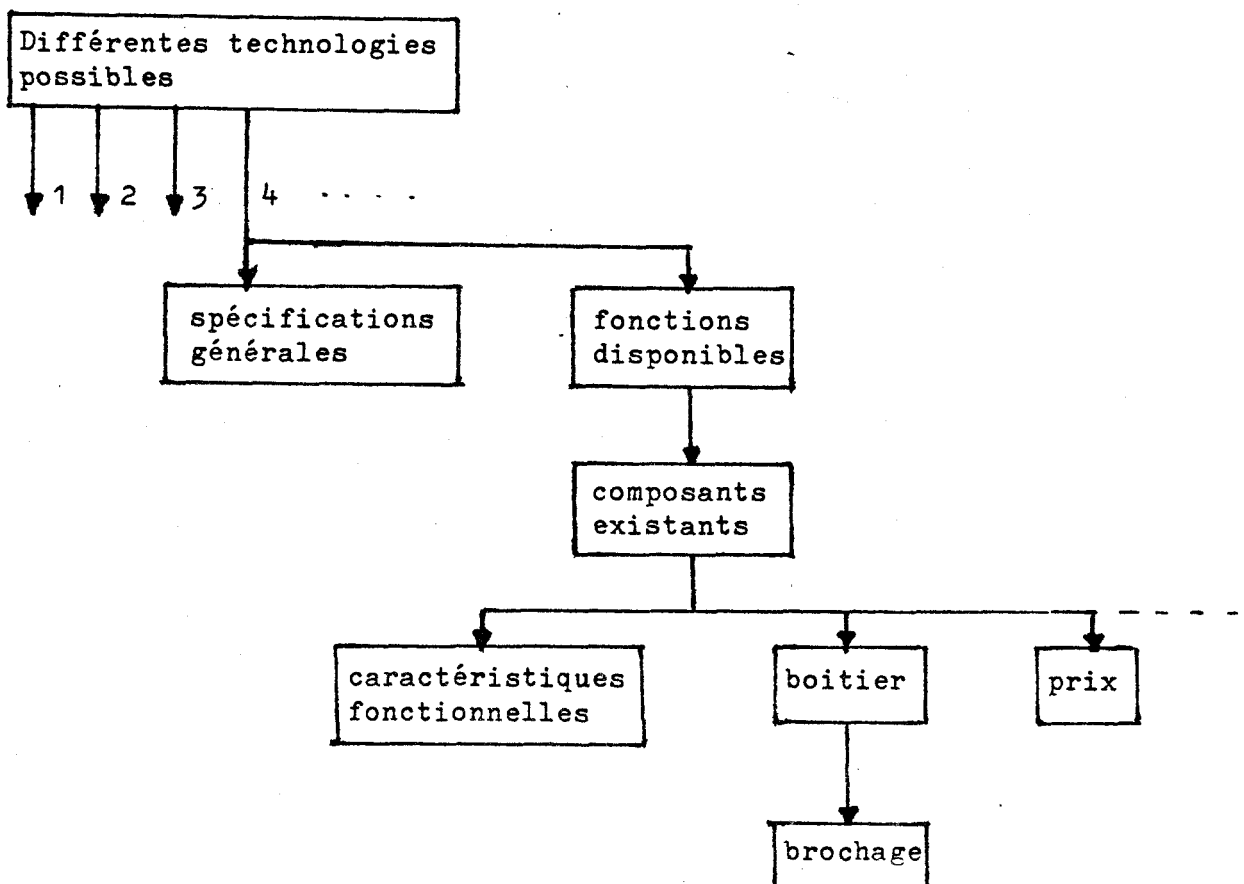 Différentes technologies
possibles
1 2 3 4 . . . .
spécifications
générales
fonctions
disponibles
composants
existants
caractéristiques
fonctionnelles
boitier
prix
brochage